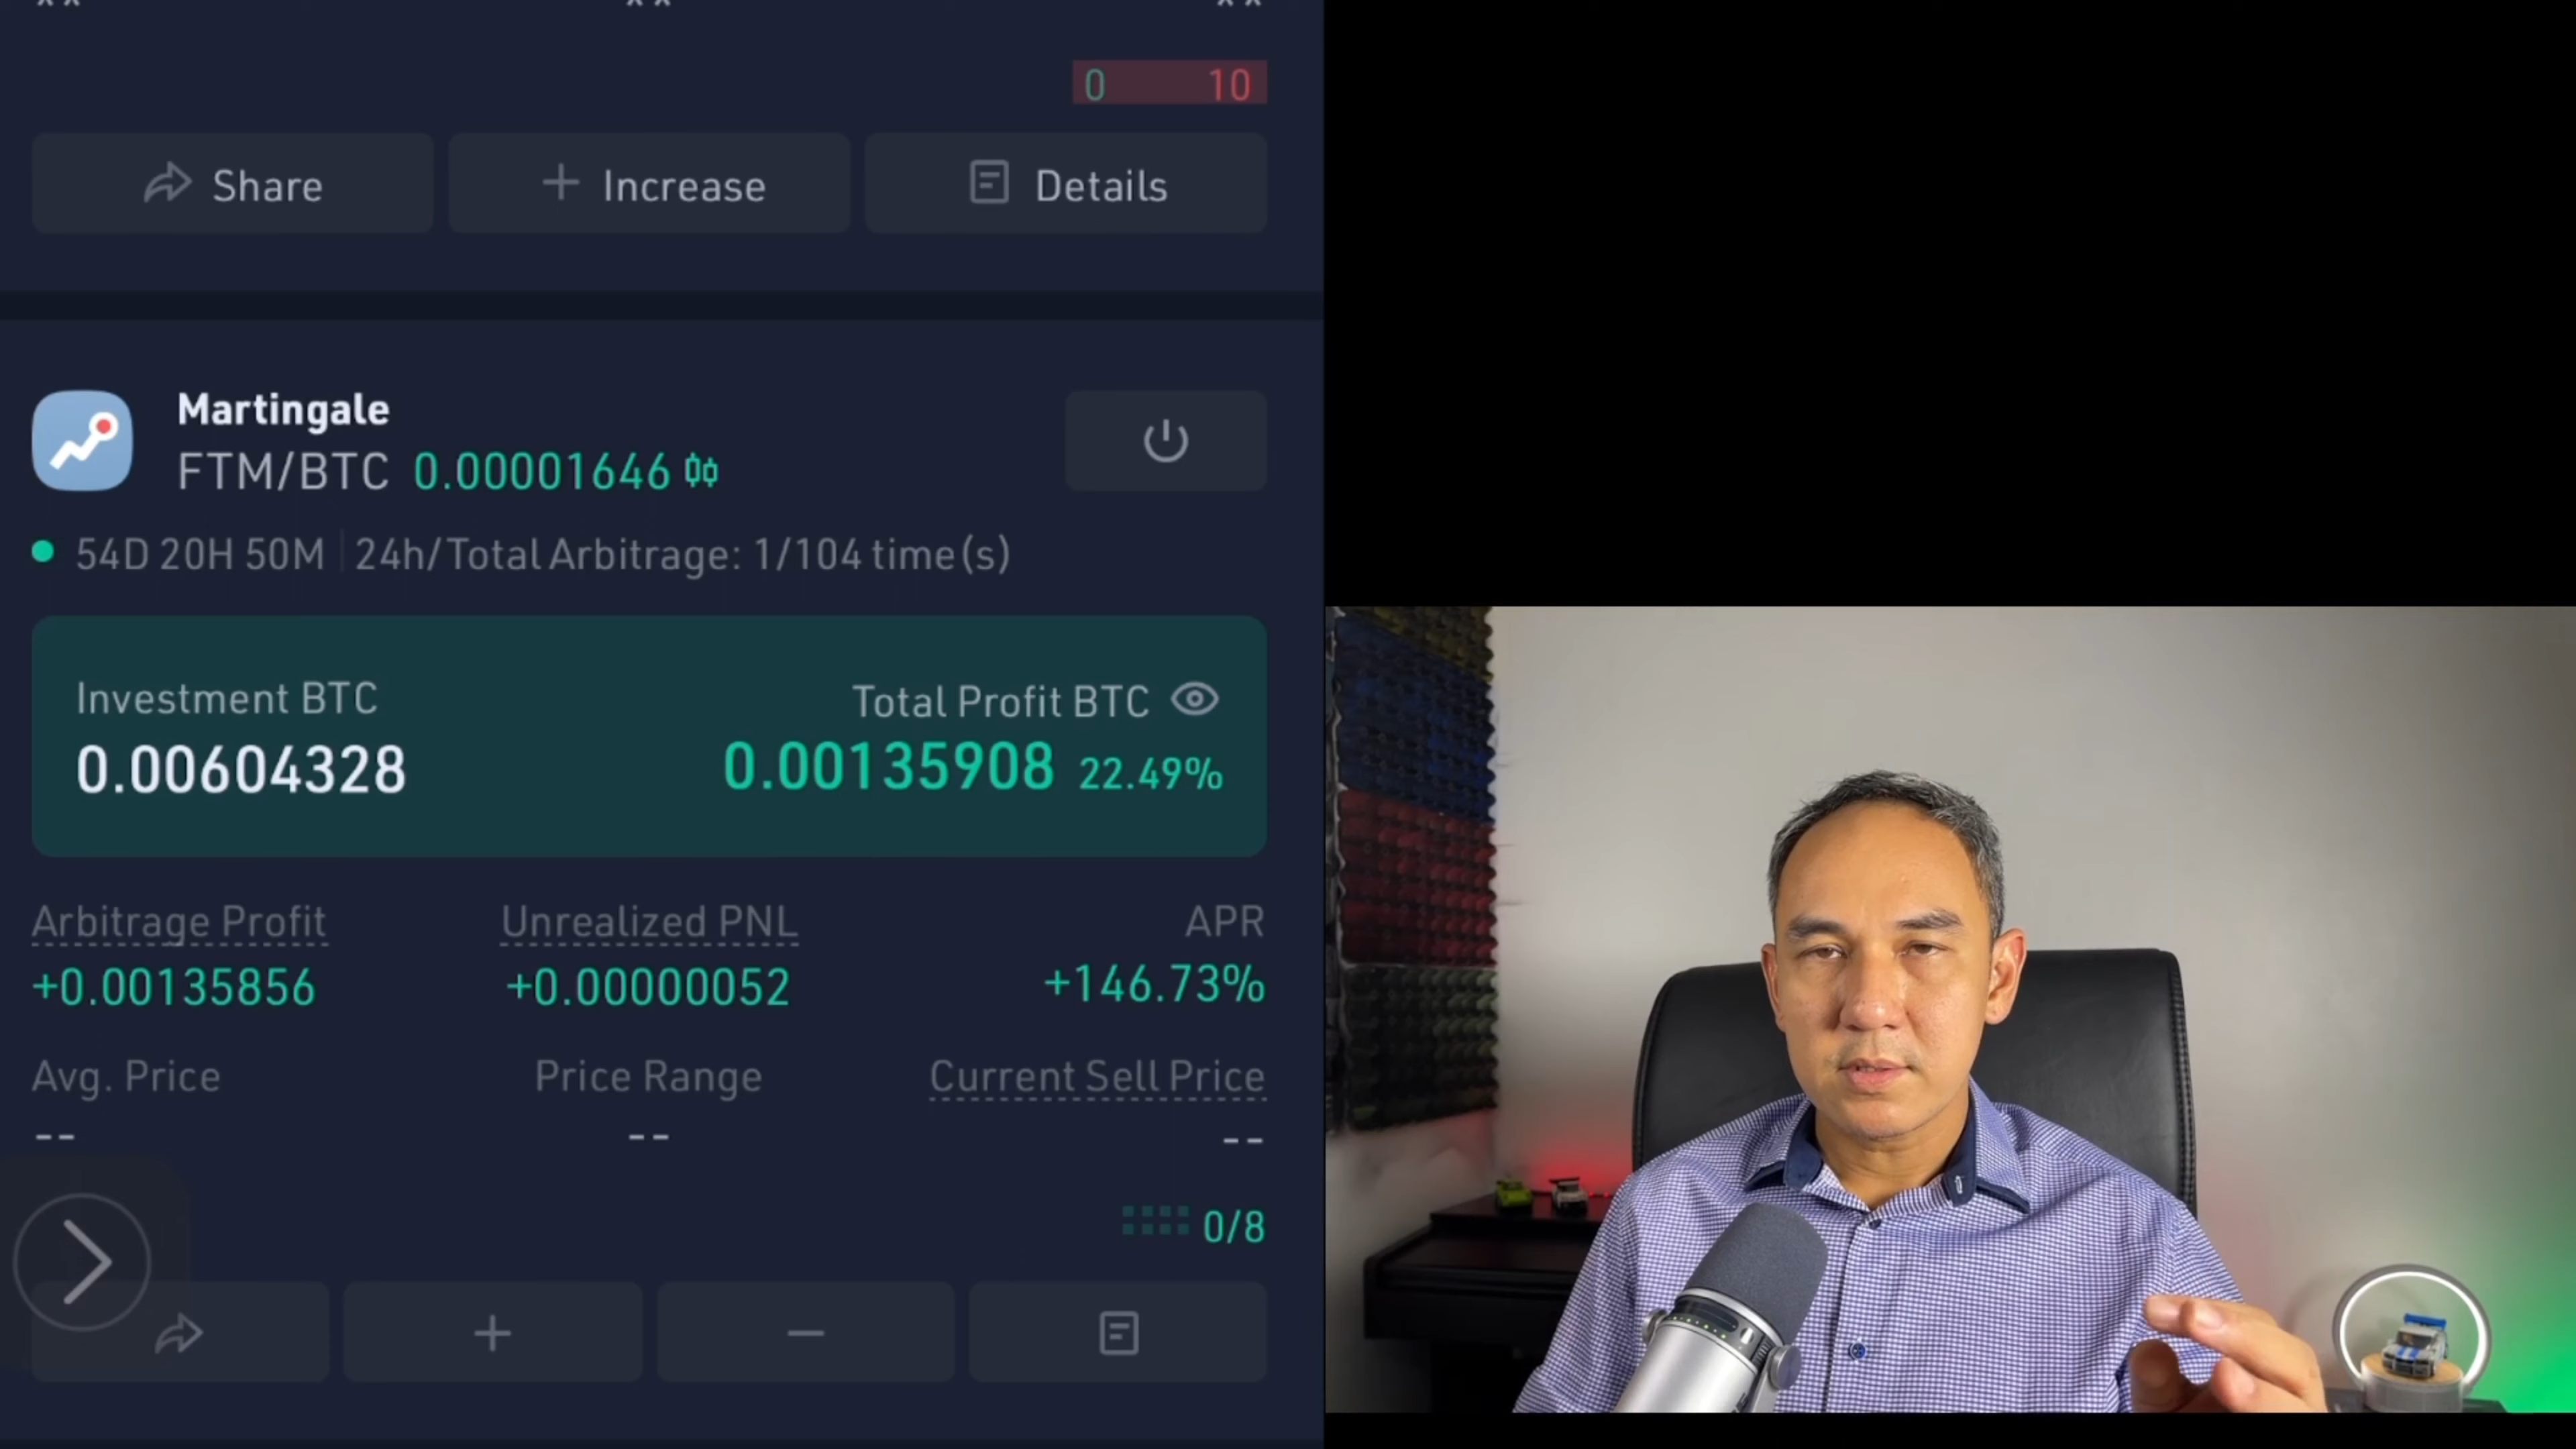 0 10
Share
Increase
Details
Martingale
FTM/BTC 0.00001646
54D 20H 50M 24h/Total Arbitrage: 1/104 time(s)
Investment BTC
0.00604328
Total Profit BTC
0.00135908 22.49%
Arbitrage Profit
+0.00135856
Unrealized PNL
+0.00000052
APR
+146.73%
Avg. Price
--
Price Range
--
Current Sell Price
--
0/8